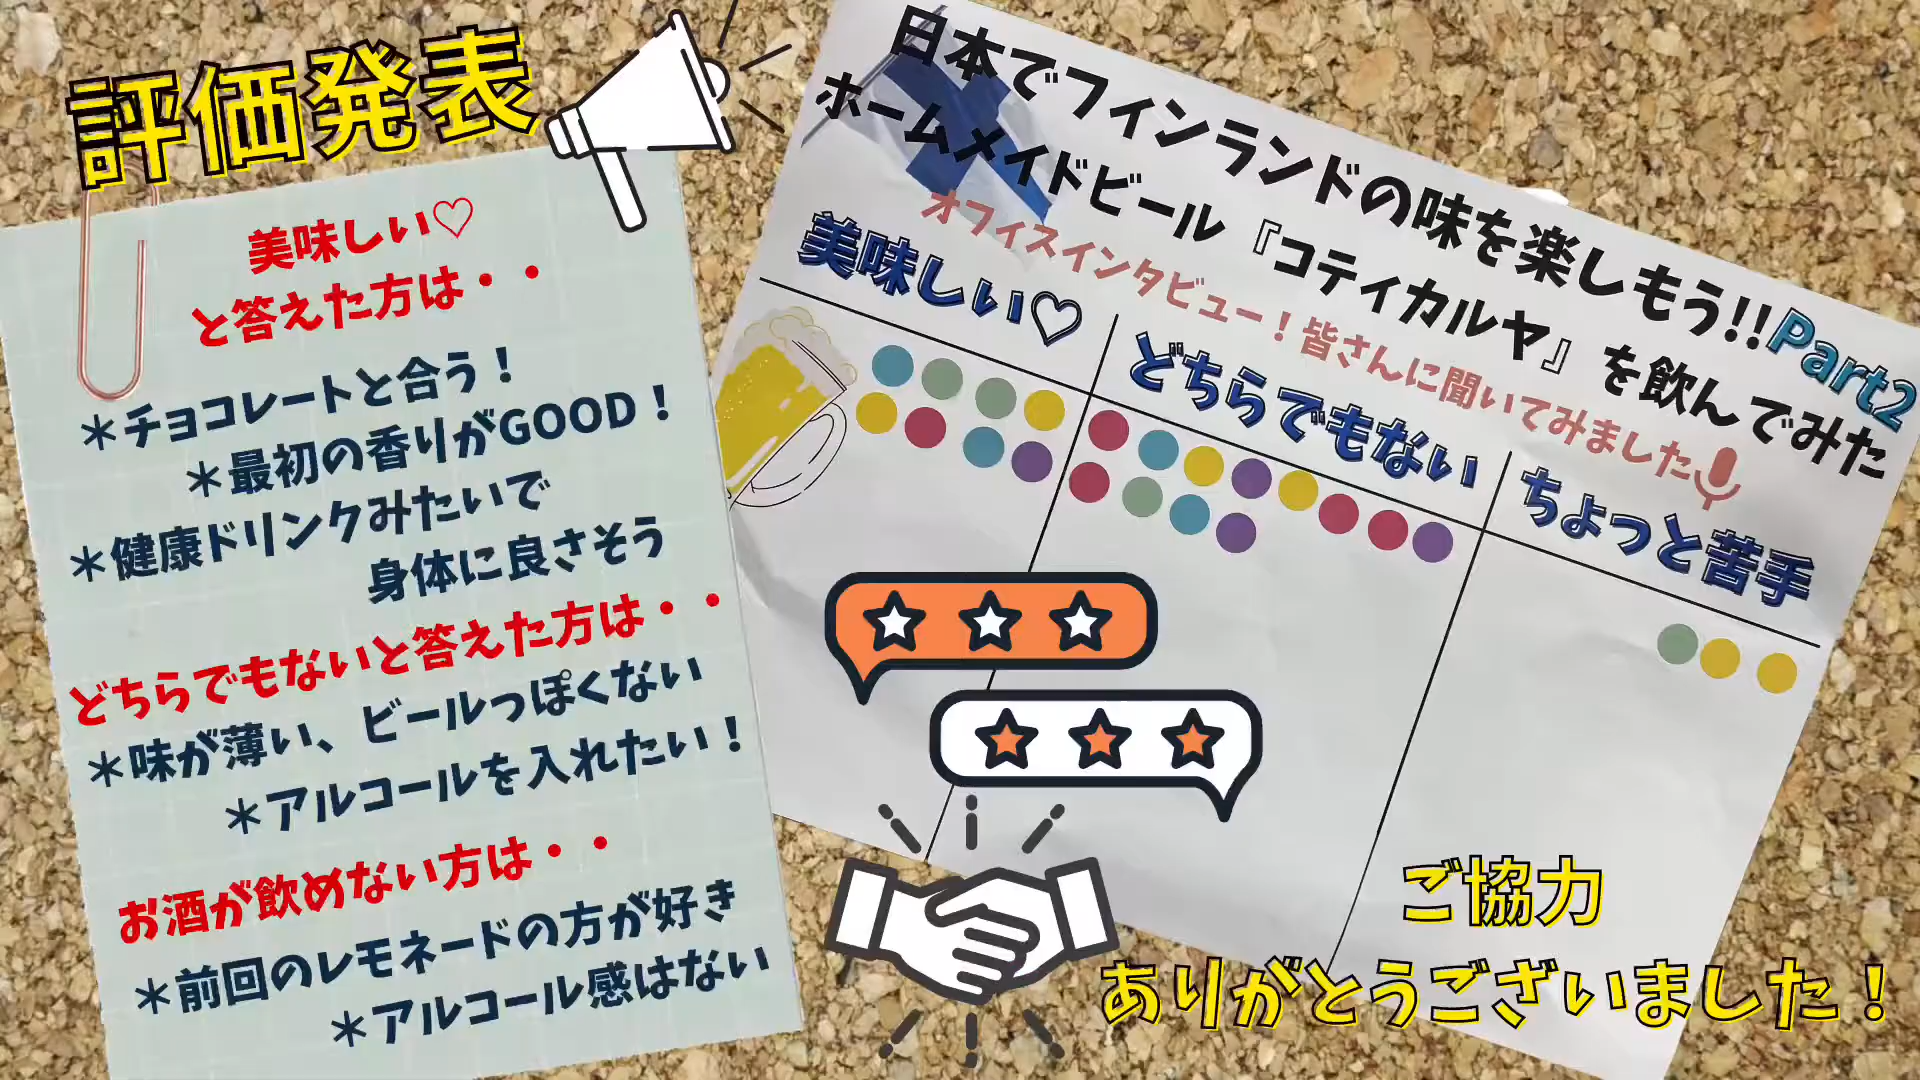 評価発表
美味しい♡
と答えた方は・・
＊チョコレートと合う！
＊最初の香りがGOOD！
＊健康ドリンクみたいで
身体に良さそう
どちらでもないと答えた方は・・
＊味が薄い、ビールっぽくない
＊アルコールを入れたい！
お酒が飲めない方は・・
＊前回のレモネードの方が好き
＊アルコール感はない
日本でフィンランドの味を楽しもう!!Part2
ホームメイドビール『コティカルヤ』を飲んでみた
オフィスインタビュー！皆さんに聞いてみました
美味しい♡
どちらでもない
ちょっと苦手
ご協力
ありがとうございました！